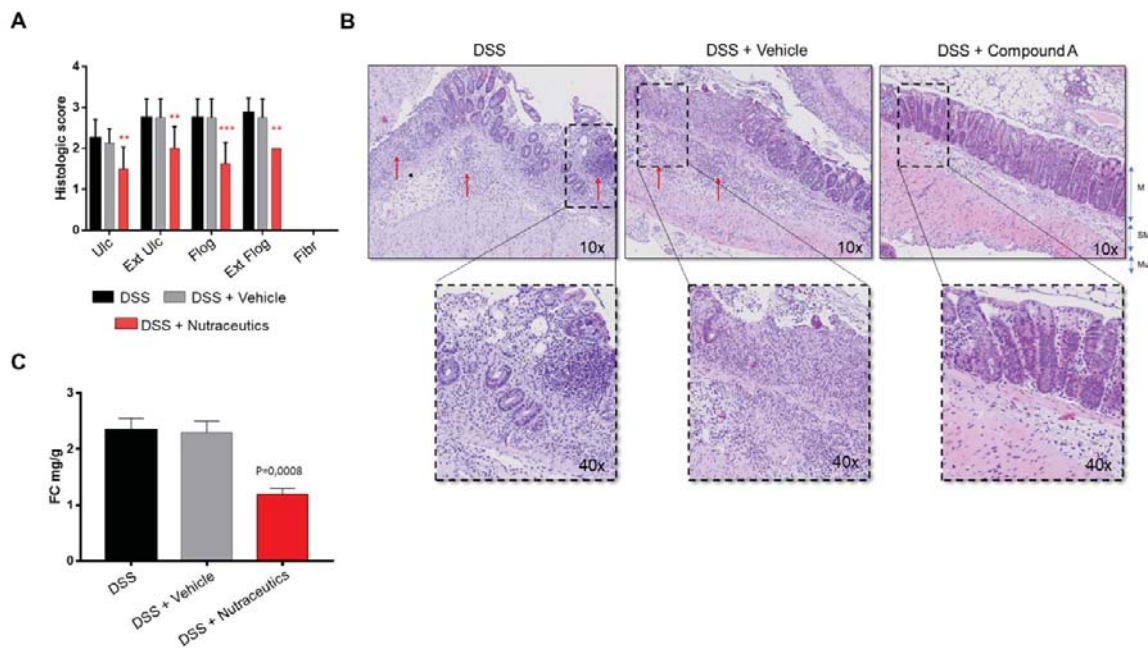 A
Histologic score
4
3
2
1
0
** ** *** **
Ulc
Ext Ulc
Flog
Ext Flog
Fibr
DSS
DSS + Vehicle
DSS + Nutraceutics
B
DSS
DSS + Vehicle
DSS + Compound A
10x
10x
10x
M
SM
Mu
40x
40x
40x
C
FC mg/g
3
2
1
0
P=0,0008
DSS
DSS + Vehicle
DSS + Nutraceutics